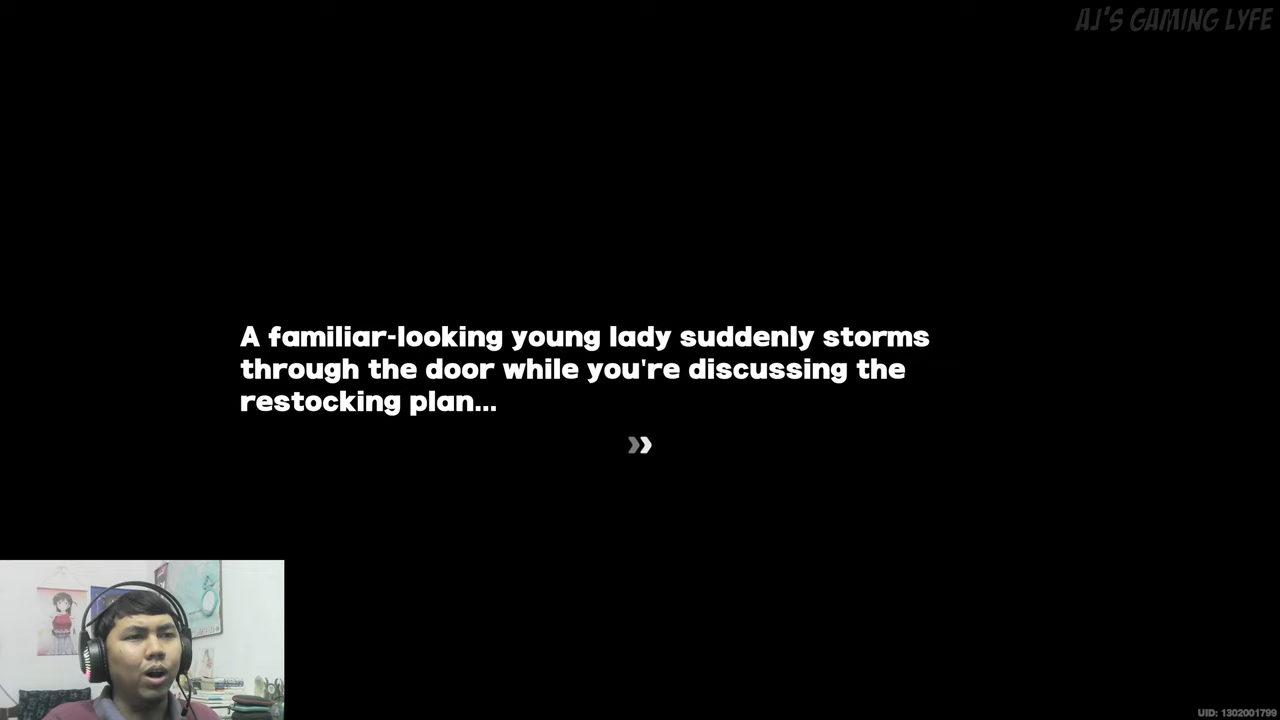 AJ'S GAMING LYFE
A familiar-looking young lady suddenly storms
through the door while you're discussing the
restocking plan...
UID: 1302001799